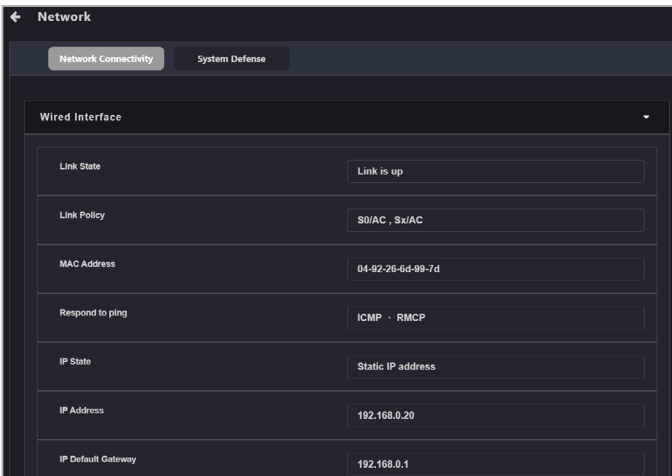 Network
Network Connectivity System Defense
Wired Interface
Link State Link is up
Link Policy S0/AC , Sx/AC
MAC Address 04-92-26-6d-99-7d
Respond to ping ICMP 、 RMCP
IP State Static IP address
IP Address 192.168.0.20
IP Default Gateway 192.168.0.1